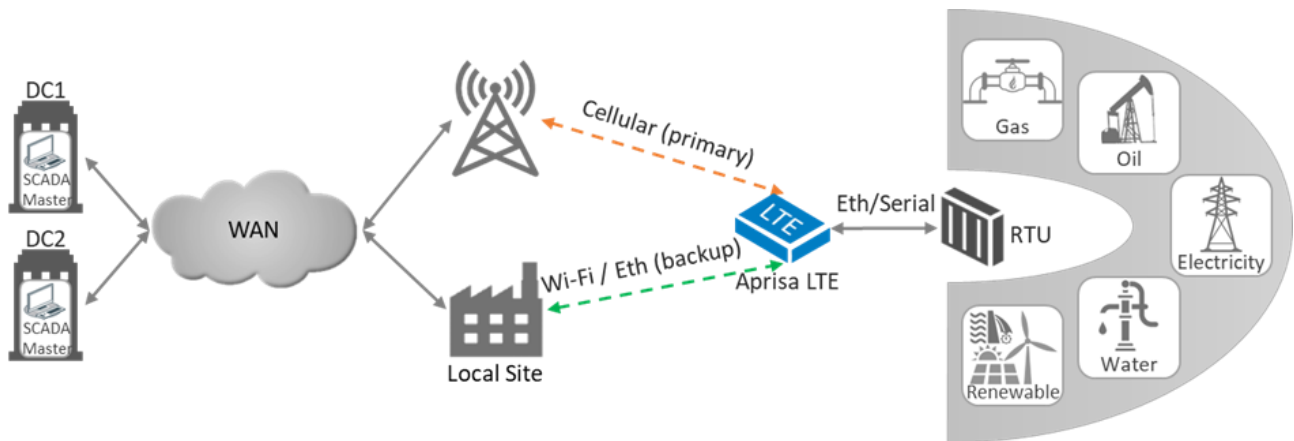 DC1
SCADA
Master
DC2
SCADA
Master
WAN
Cellular (primary)
Wi-Fi / Eth (backup)
Local Site
LTE
Aprisa LTE
Eth/Serial
RTU
Gas
Oil
Electricity
Water
Renewable